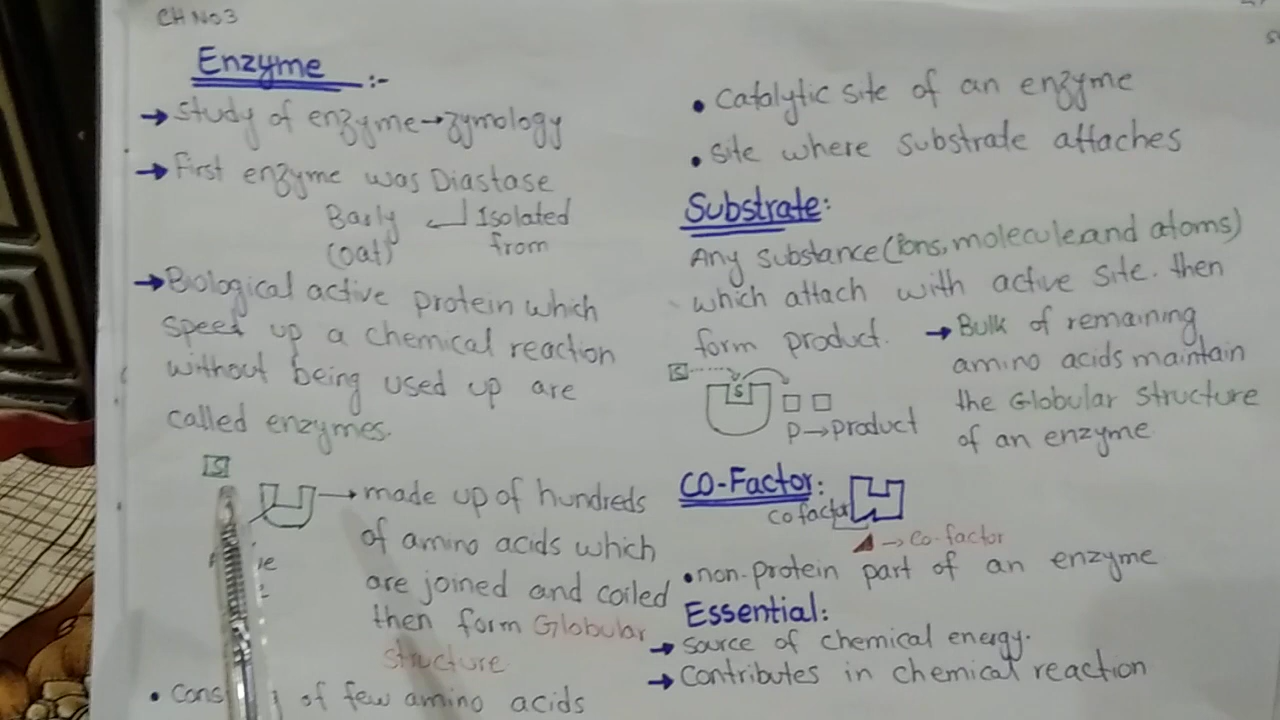 CH NO3
Enzyme :-
→ study of enzyme→zymology
→ First enzyme was Diastase
Barly ↵ Isolated
(oat) from
→ Biological active protein which
speed up a chemical reaction
without being used up are
called enzymes.
S
→ made up of hundreds
of amino acids which
are joined and coiled
then form Globular
structure
• of few amino acids
• Catalytic site of an enzyme
• site where substrate attaches
Substrate:
Any substance (ions, molecule and atoms)
which attach with active site. then
form product.
S
S
P→product
→ Bulk of remaining
amino acids maintain
the Globular structure
of an enzyme
CO-Factor:
cofactor
→ Co-factor
• non-protein part of an enzyme
Essential:
→ source of chemical energy.
→ Contributes in chemical reaction